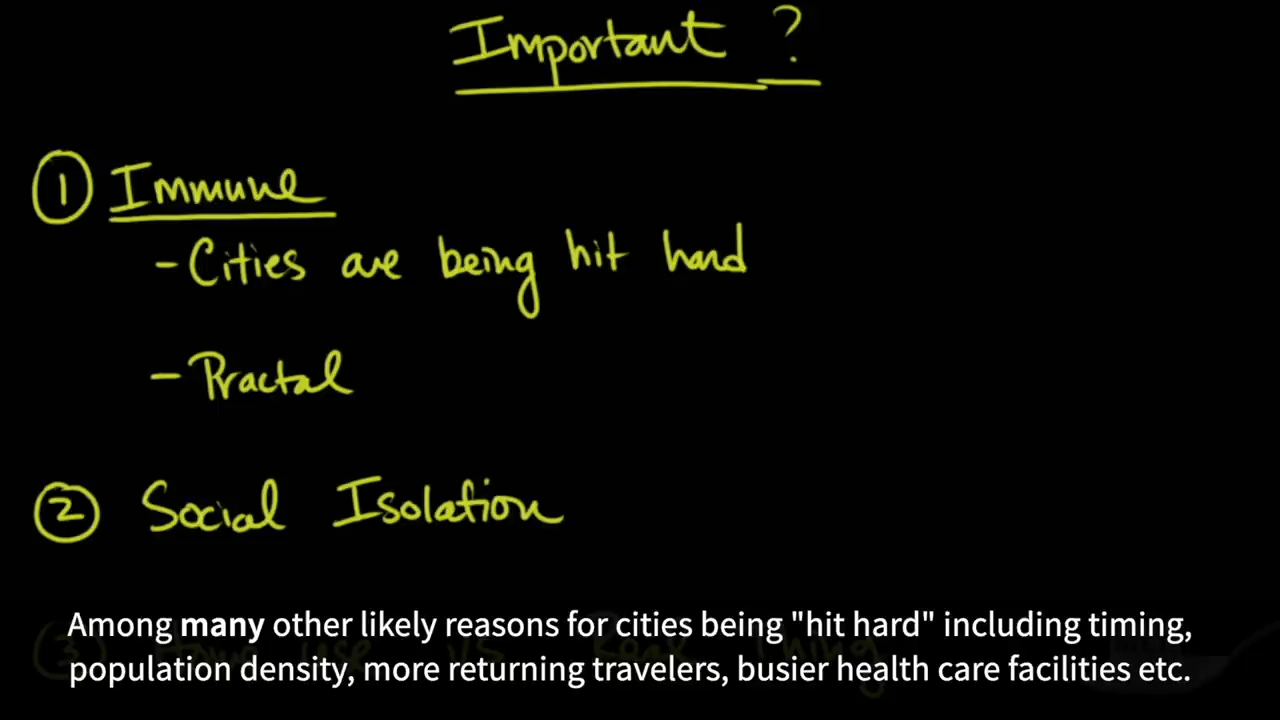 Important ?
① Immune
- Cities are being hit hard
- Practal
② Social Isolation
Among many other likely reasons for cities being "hit hard" including timing,
population density, more returning travelers, busier health care facilities etc.
③